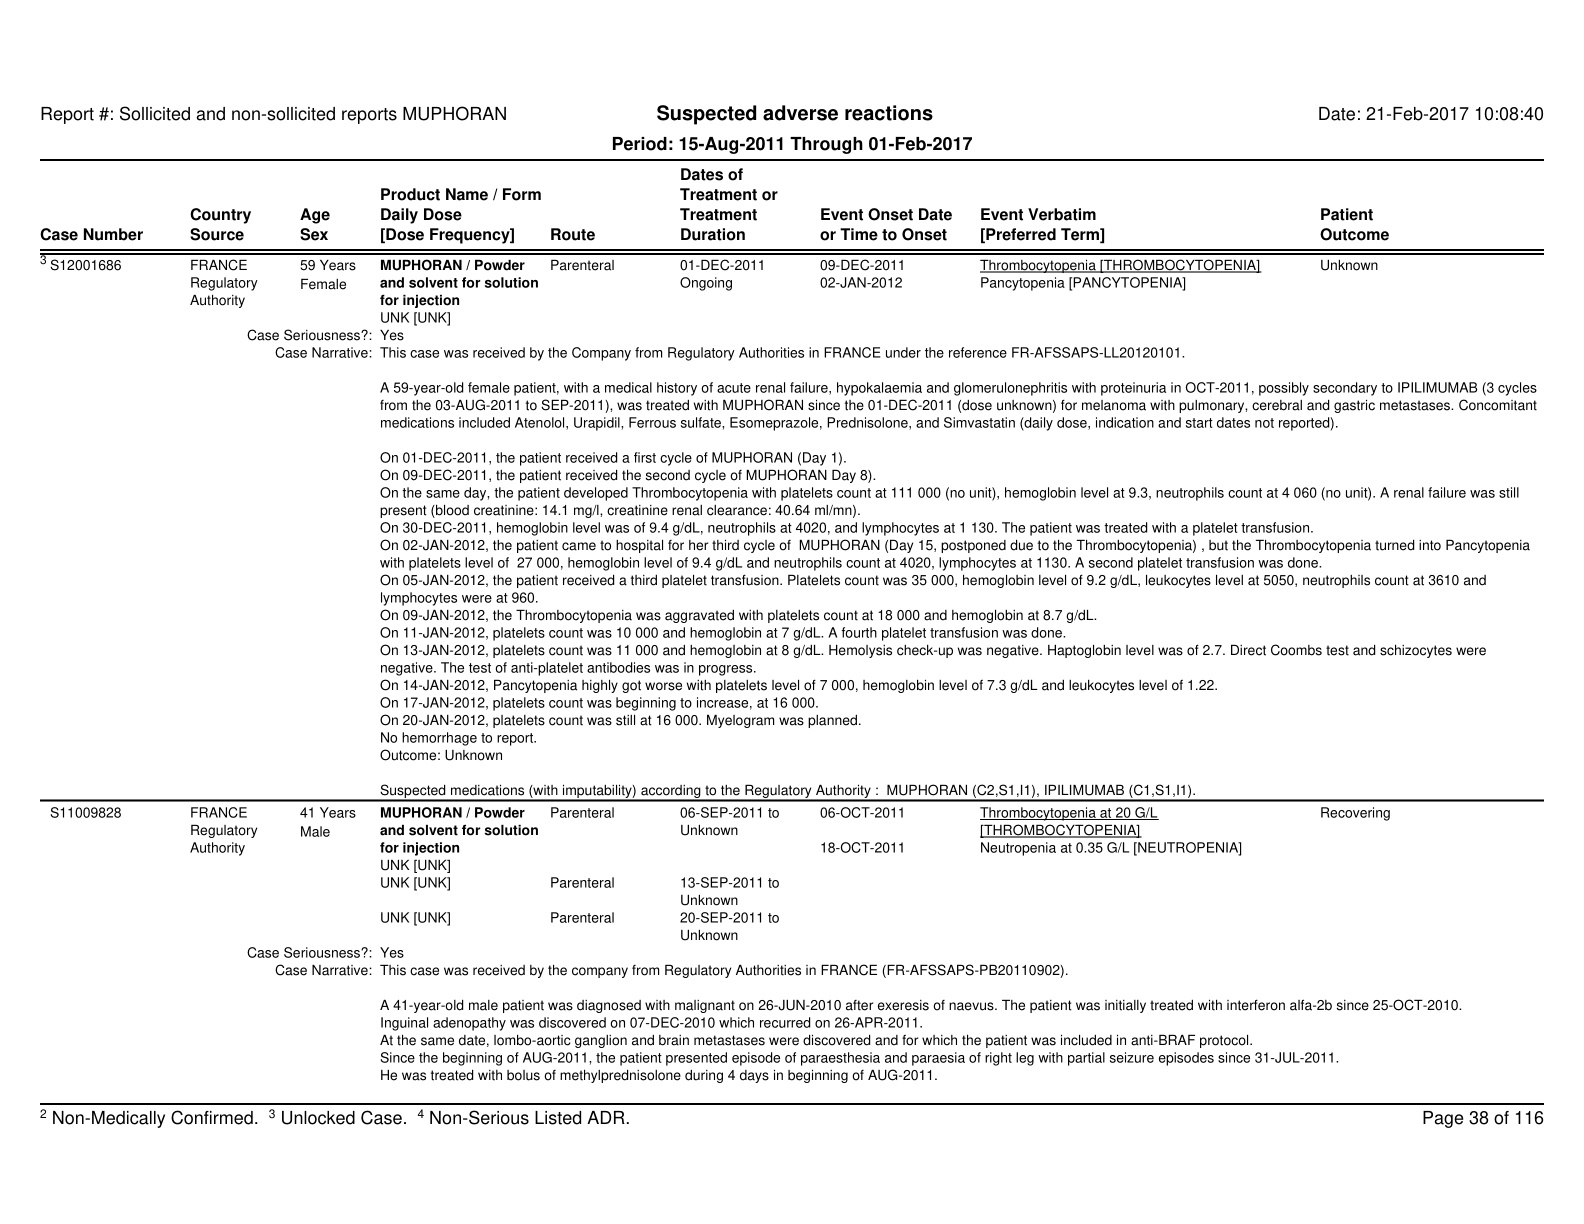 Report #: Sollicited and non-sollicited reports MUPHORAN
Suspected adverse reactions
Date: 21-Feb-2017 10:08:40
Period: 15-Aug-2011 Through 01-Feb-2017
Case Number
Country
Source
Age
Sex
Product Name / Form
Daily Dose
[Dose Frequency]
Route
Dates of
Treatment or
Treatment
Duration
Event Onset Date
or Time to Onset
Event Verbatim
[Preferred Term]
Patient
Outcome
3 S12001686
FRANCE
Regulatory
Authority
59 Years
Female
MUPHORAN / Powder
and solvent for solution
for injection
UNK [UNK]
Parenteral
01-DEC-2011
Ongoing
09-DEC-2011
02-JAN-2012
Thrombocytopenia [THROMBOCYTOPENIA]
Pancytopenia [PANCYTOPENIA]
Unknown
Case Seriousness?: Yes
Case Narrative: This case was received by the Company from Regulatory Authorities in FRANCE under the reference FR-AFSSAPS-LL20120101.
A 59-year-old female patient, with a medical history of acute renal failure, hypokalaemia and glomerulonephritis with proteinuria in OCT-2011, possibly secondary to IPILIMUMAB (3 cycles
from the 03-AUG-2011 to SEP-2011), was treated with MUPHORAN since the 01-DEC-2011 (dose unknown) for melanoma with pulmonary, cerebral and gastric metastases. Concomitant
medications included Atenolol, Urapidil, Ferrous sulfate, Esomeprazole, Prednisolone, and Simvastatin (daily dose, indication and start dates not reported).
On 01-DEC-2011, the patient received a first cycle of MUPHORAN (Day 1).
On 09-DEC-2011, the patient received the second cycle of MUPHORAN Day 8).
On the same day, the patient developed Thrombocytopenia with platelets count at 111 000 (no unit), hemoglobin level at 9.3, neutrophils count at 4 060 (no unit). A renal failure was still
present (blood creatinine: 14.1 mg/l, creatinine renal clearance: 40.64 ml/mn).
On 30-DEC-2011, hemoglobin level was of 9.4 g/dL, neutrophils at 4020, and lymphocytes at 1 130. The patient was treated with a platelet transfusion.
On 02-JAN-2012, the patient came to hospital for her third cycle of  MUPHORAN (Day 15, postponed due to the Thrombocytopenia) , but the Thrombocytopenia turned into Pancytopenia
with platelets level of  27 000, hemoglobin level of 9.4 g/dL and neutrophils count at 4020, lymphocytes at 1130. A second platelet transfusion was done.
On 05-JAN-2012, the patient received a third platelet transfusion. Platelets count was 35 000, hemoglobin level of 9.2 g/dL, leukocytes level at 5050, neutrophils count at 3610 and
lymphocytes were at 960.
On 09-JAN-2012, the Thrombocytopenia was aggravated with platelets count at 18 000 and hemoglobin at 8.7 g/dL.
On 11-JAN-2012, platelets count was 10 000 and hemoglobin at 7 g/dL. A fourth platelet transfusion was done.
On 13-JAN-2012, platelets count was 11 000 and hemoglobin at 8 g/dL. Hemolysis check-up was negative. Haptoglobin level was of 2.7. Direct Coombs test and schizocytes were
negative. The test of anti-platelet antibodies was in progress.
On 14-JAN-2012, Pancytopenia highly got worse with platelets level of 7 000, hemoglobin level of 7.3 g/dL and leukocytes level of 1.22.
On 17-JAN-2012, platelets count was beginning to increase, at 16 000.
On 20-JAN-2012, platelets count was still at 16 000. Myelogram was planned.
No hemorrhage to report.
Outcome: Unknown
Suspected medications (with imputability) according to the Regulatory Authority :  MUPHORAN (C2,S1,I1), IPILIMUMAB (C1,S1,I1).
S11009828
FRANCE
Regulatory
Authority
41 Years
Male
MUPHORAN / Powder
and solvent for solution
for injection
UNK [UNK]
Parenteral
06-SEP-2011 to
Unknown
06-OCT-2011
18-OCT-2011
Thrombocytopenia at 20 G/L
[THROMBOCYTOPENIA]
Neutropenia at 0.35 G/L [NEUTROPENIA]
Recovering
UNK [UNK]
Parenteral
13-SEP-2011 to
Unknown
UNK [UNK]
Parenteral
20-SEP-2011 to
Unknown
Case Seriousness?: Yes
Case Narrative: This case was received by the company from Regulatory Authorities in FRANCE (FR-AFSSAPS-PB20110902).
A 41-year-old male patient was diagnosed with malignant on 26-JUN-2010 after exeresis of naevus. The patient was initially treated with interferon alfa-2b since 25-OCT-2010.
Inguinal adenopathy was discovered on 07-DEC-2010 which recurred on 26-APR-2011.
At the same date, lombo-aortic ganglion and brain metastases were discovered and for which the patient was included in anti-BRAF protocol.
Since the beginning of AUG-2011, the patient presented episode of paraesthesia and paraesia of right leg with partial seizure episodes since 31-JUL-2011.
He was treated with bolus of methylprednisolone during 4 days in beginning of AUG-2011.
2 Non-Medically Confirmed.  3 Unlocked Case.  4 Non-Serious Listed ADR.
Page 38 of 116